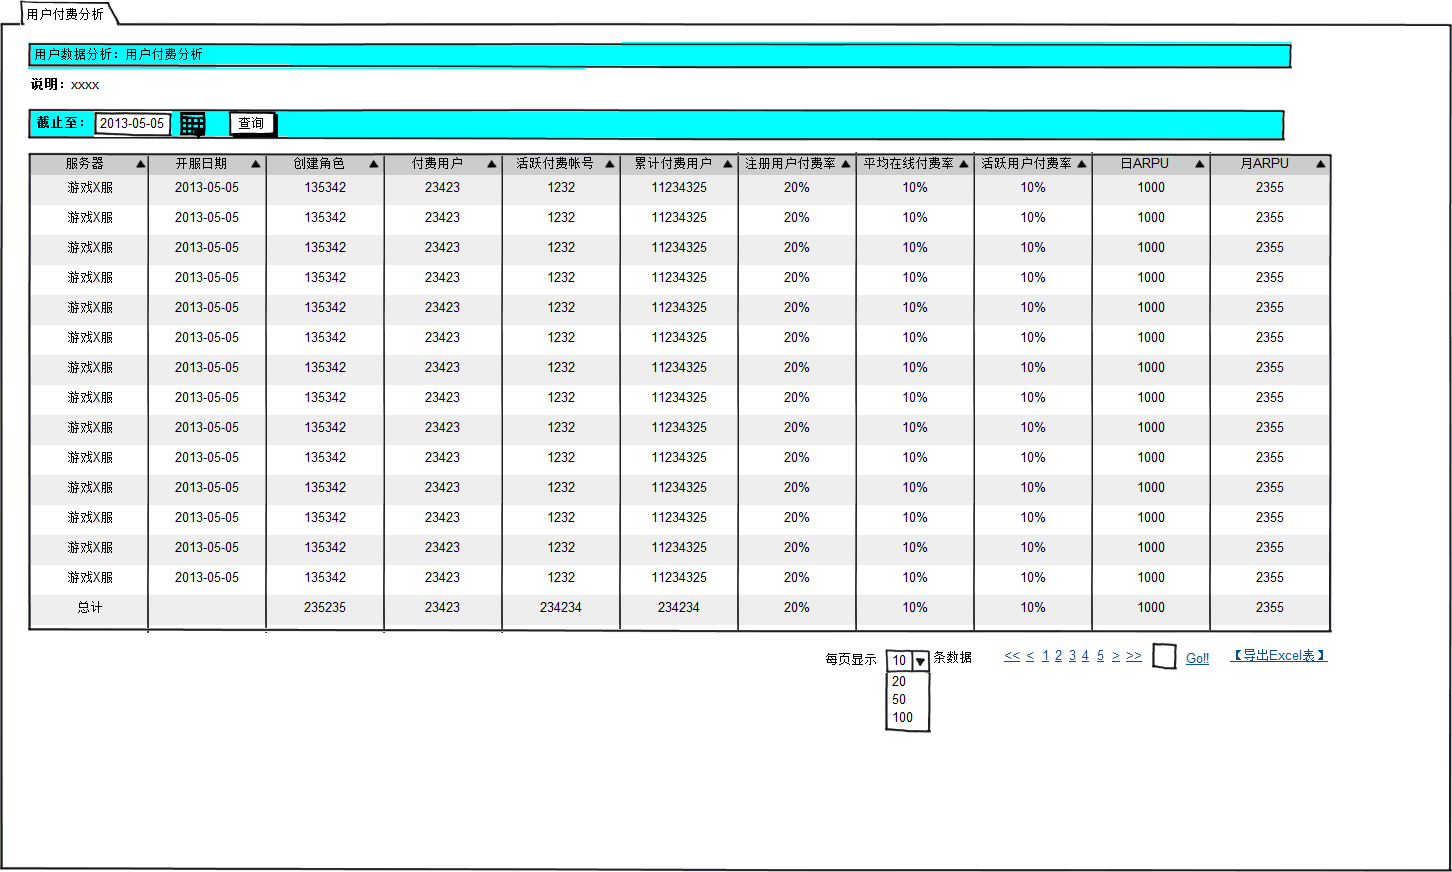 用户付费分析
用户数据分析：用户付费分析
说明：xxxx
截止至： 2013-05-05 查询
服务器 开服日期 创建角色 付费用户 活跃付费帐号 累计付费用户 注册用户付费率 平均在线付费率 活跃用户付费率 日ARPU 月ARPU
游戏X服 2013-05-05 135342 23423 1232 11234325 20% 10% 10% 1000 2355
游戏X服 2013-05-05 135342 23423 1232 11234325 20% 10% 10% 1000 2355
游戏X服 2013-05-05 135342 23423 1232 11234325 20% 10% 10% 1000 2355
游戏X服 2013-05-05 135342 23423 1232 11234325 20% 10% 10% 1000 2355
游戏X服 2013-05-05 135342 23423 1232 11234325 20% 10% 10% 1000 2355
游戏X服 2013-05-05 135342 23423 1232 11234325 20% 10% 10% 1000 2355
游戏X服 2013-05-05 135342 23423 1232 11234325 20% 10% 10% 1000 2355
游戏X服 2013-05-05 135342 23423 1232 11234325 20% 10% 10% 1000 2355
游戏X服 2013-05-05 135342 23423 1232 11234325 20% 10% 10% 1000 2355
游戏X服 2013-05-05 135342 23423 1232 11234325 20% 10% 10% 1000 2355
游戏X服 2013-05-05 135342 23423 1232 11234325 20% 10% 10% 1000 2355
游戏X服 2013-05-05 135342 23423 1232 11234325 20% 10% 10% 1000 2355
游戏X服 2013-05-05 135342 23423 1232 11234325 20% 10% 10% 1000 2355
游戏X服 2013-05-05 135342 23423 1232 11234325 20% 10% 10% 1000 2355
总计 235235 23423 234234 234234 20% 10% 10% 1000 2355
每页显示 10 条数据 << < 1 2 3 4 5 > >> Go!! 【导出Excel表】
20
50
100